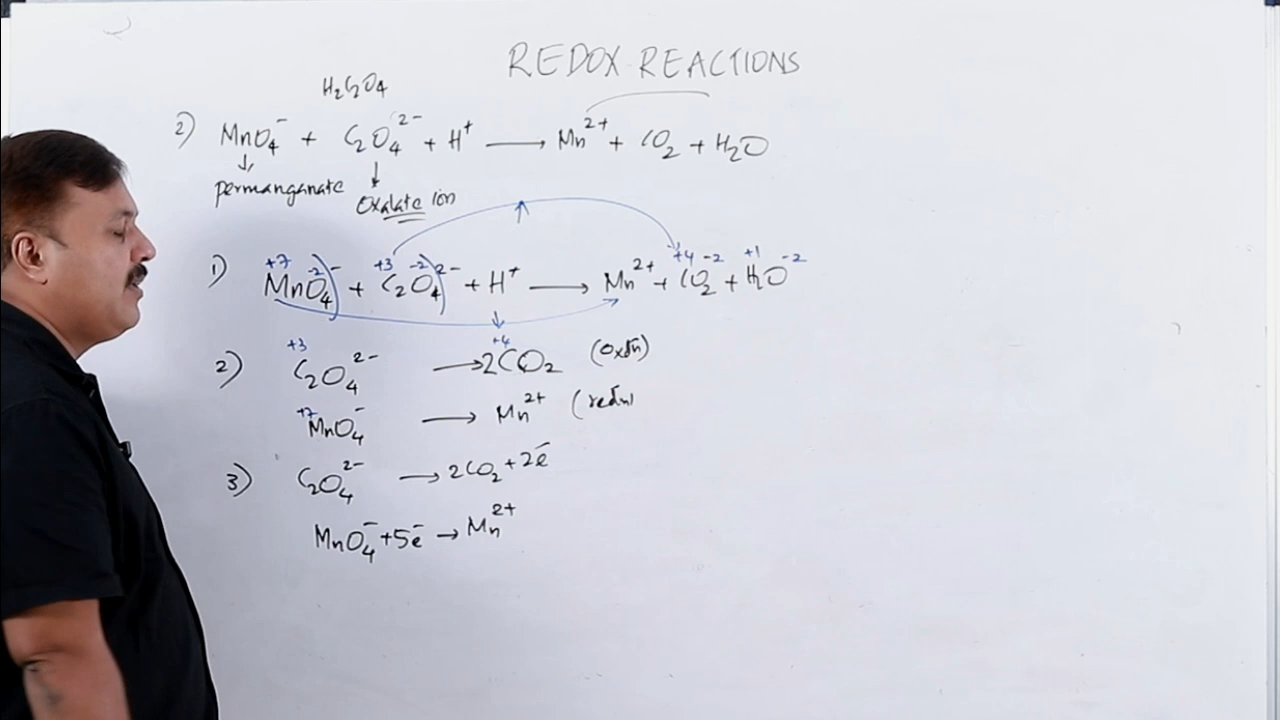 REDOX REACTIONS
H₂C₂O₄
2) MnO₄⁻ + C₂O₄²⁻ + H⁺ ⟶ Mn²⁺ + CO₂ + H₂O
permanganate
Oxalate ion
+7 -2 +3 -2 +4 -2 +1 -2
1) MnO₄)⁻ + C₂O₄)²⁻ + H⁺ ⟶ Mn²⁺ + CO₂ + H₂O
+3 +4
2) C₂O₄²⁻ ⟶ 2CO₂ (Oxdn)
+7
MnO₄⁻ ⟶ Mn²⁺ (redn
3) C₂O₄²⁻ ⟶ 2CO₂ + 2e⁻
MnO₄⁻ + 5e⁻ → Mn²⁺